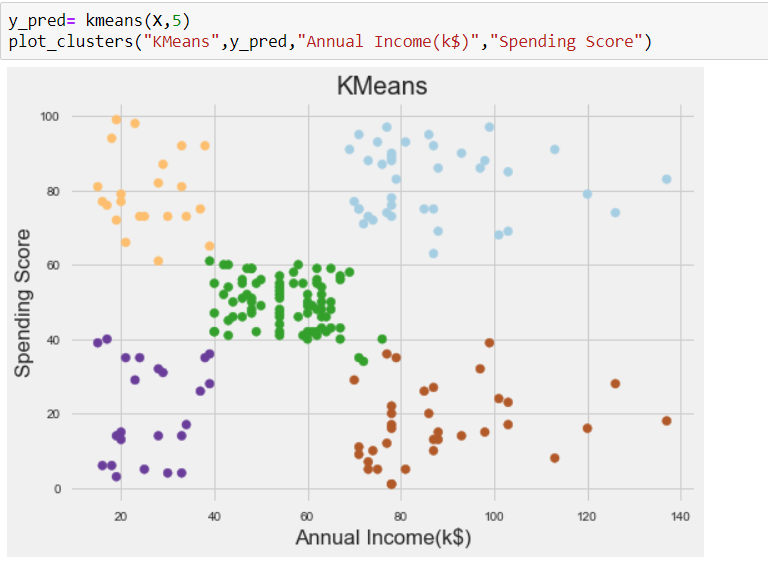 y_pred= kmeans(X,5)
plot_clusters("KMeans",y_pred,"Annual Income(k$)","Spending Score")
KMeans
100
80
60
40
20
0
Spending Score
20 40 60 80 100 120 140
Annual Income(k$)